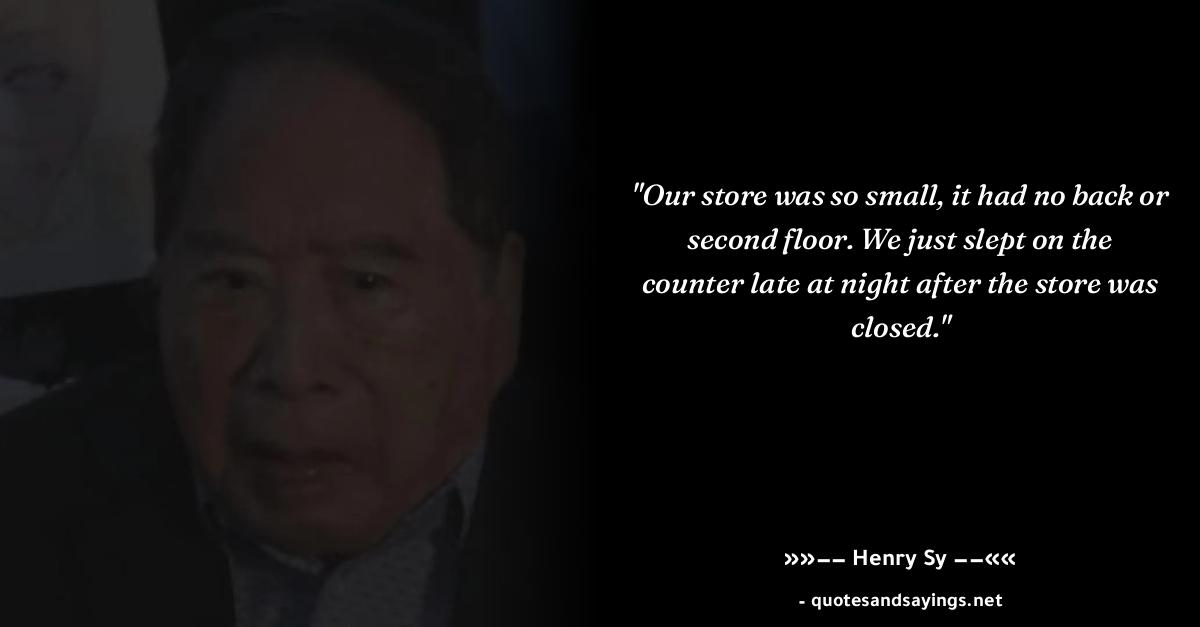 "Our store was so small, it had no back or
second floor. We just slept on the
counter late at night after the store was
closed."
»»−− Henry Sy −−««
- quotesandsayings.net